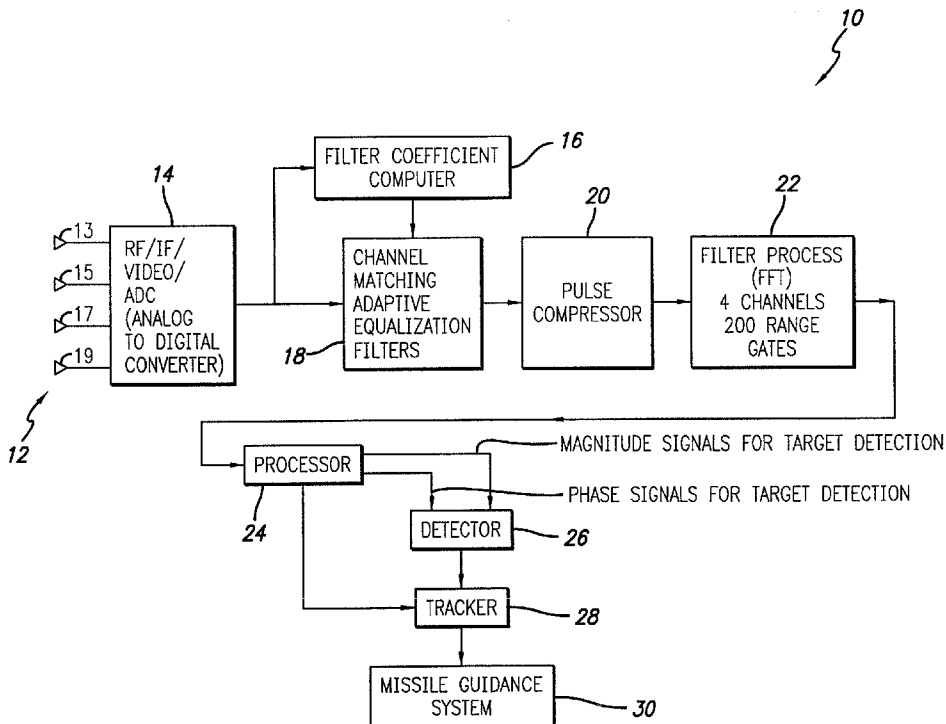 10
FILTER COEFFICIENT
COMPUTER
16
14
20
22
13
15
17
19
RF/IF/
VIDEO/
ADC
(ANALOG
TO DIGITAL
CONVERTER)
CHANNEL
MATCHING
ADAPTIVE
EQUALIZATION
FILTERS
18
PULSE
COMPRESSOR
FILTER PROCESS
(FFT)
4 CHANNELS
200 RANGE
GATES
12
MAGNITUDE SIGNALS FOR TARGET DETECTION
PROCESSOR
24
PHASE SIGNALS FOR TARGET DETECTION
DETECTOR
26
TRACKER
28
MISSILE GUIDANCE
SYSTEM
30